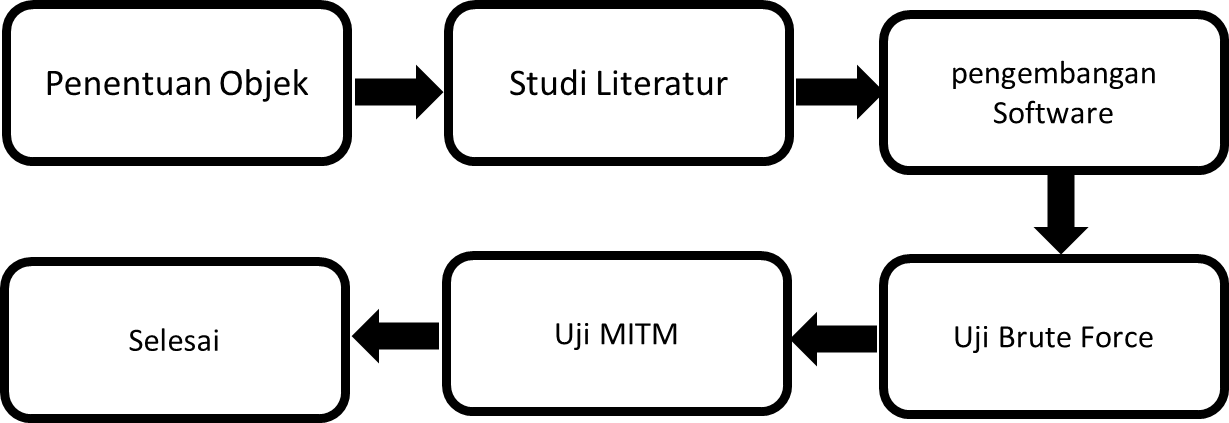 Penentuan Objek
Studi Literatur
pengembangan
Software
Uji Brute Force
Uji MITM
Selesai